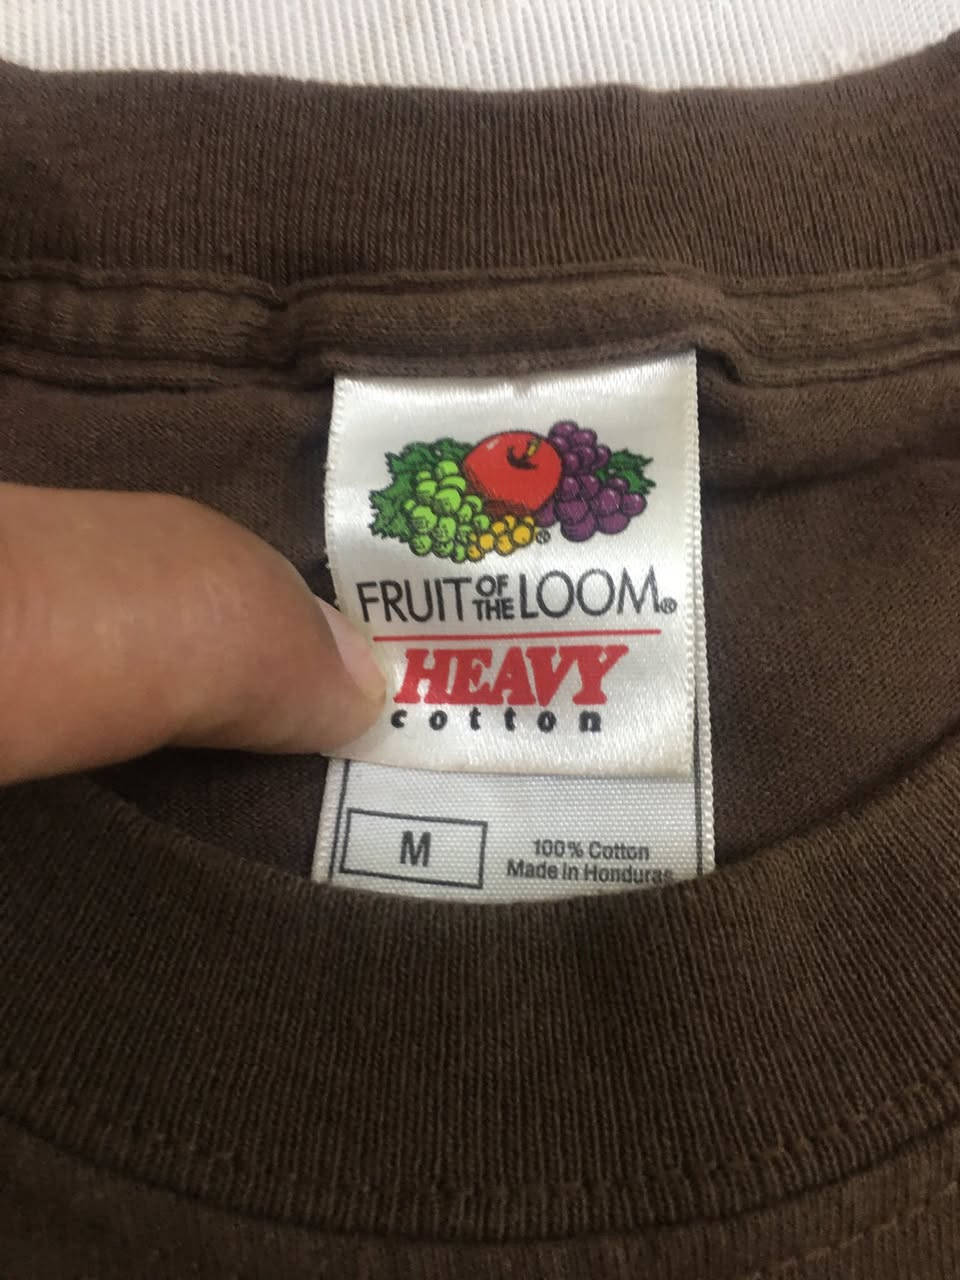 FRUIT OF THE LOOM®
HEAVY
cotton
M
100% Cotton
Made in Honduras